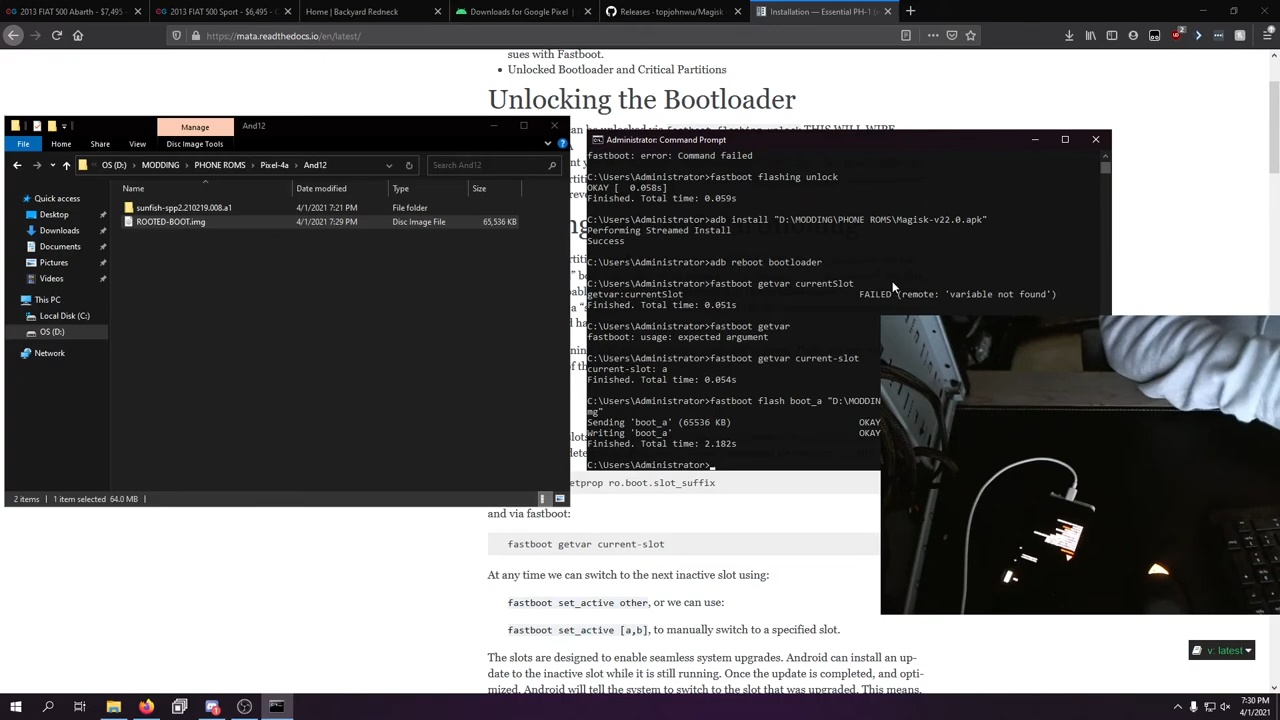 2013 FIAT 500 Abarth - $7,495
2013 FIAT 500 Sport - $6,495
Home | Backyard Redneck
Downloads for Google Pixel
Releases - topjohnwu/Magisk
Installation — Essential PH-1 (
https://mata.readthedocs.io/en/latest/
sues with Fastboot.
Unlocked Bootloader and Critical Partitions
Unlocking the Bootloader
Manage
And12
File
Home
Share
View
Disc Image Tools
OS (D:) > MODDING > PHONE ROMS > Pixel-4a > And12
Search And12
Name
Date modified
Type
Size
Quick access
Desktop
Downloads
Documents
Pictures
Videos
This PC
Local Disk (C:)
OS (D:)
Network
sunfish-spp2.210219.008.a1
4/1/2021 7:21 PM
File folder
ROOTED-BOOT.img
4/1/2021 7:29 PM
Disc Image File
65,536 KB
2 items
1 item selected 64.0 MB
Administrator: Command Prompt
fastboot: error: Command failed
C:\Users\Administrator>fastboot flashing unlock
OKAY [  0.058s]
Finished. Total time: 0.059s
C:\Users\Administrator>adb install "D:\MODDING\PHONE ROMS\Magisk-v22.0.apk"
Performing Streamed Install
Success
C:\Users\Administrator>adb reboot bootloader
C:\Users\Administrator>fastboot getvar currentSlot
getvar:currentSlot FAILED (remote: 'variable not found')
Finished. Total time: 0.051s
C:\Users\Administrator>fastboot getvar
fastboot: usage: expected argument
C:\Users\Administrator>fastboot getvar current-slot
current-slot: a
Finished. Total time: 0.054s
C:\Users\Administrator>fastboot flash boot_a "D:\MODDIN
mg"
Sending 'boot_a' (65536 KB) OKAY
Writing 'boot_a' OKAY
Finished. Total time: 2.182s
C:\Users\Administrator>
etprop ro.boot.slot_suffix
and via fastboot:
fastboot getvar current-slot
At any time we can switch to the next inactive slot using:
fastboot set_active other, or we can use:
fastboot set_active [a,b], to manually switch to a specified slot.
The slots are designed to enable seamless system upgrades. Android can install an up-
date to the inactive slot while it is still running. Once the update is completed, and opti-
mized, Android will tell the system to switch to the slot that was upgraded. This means,
v: latest
7:30 PM
4/1/2021